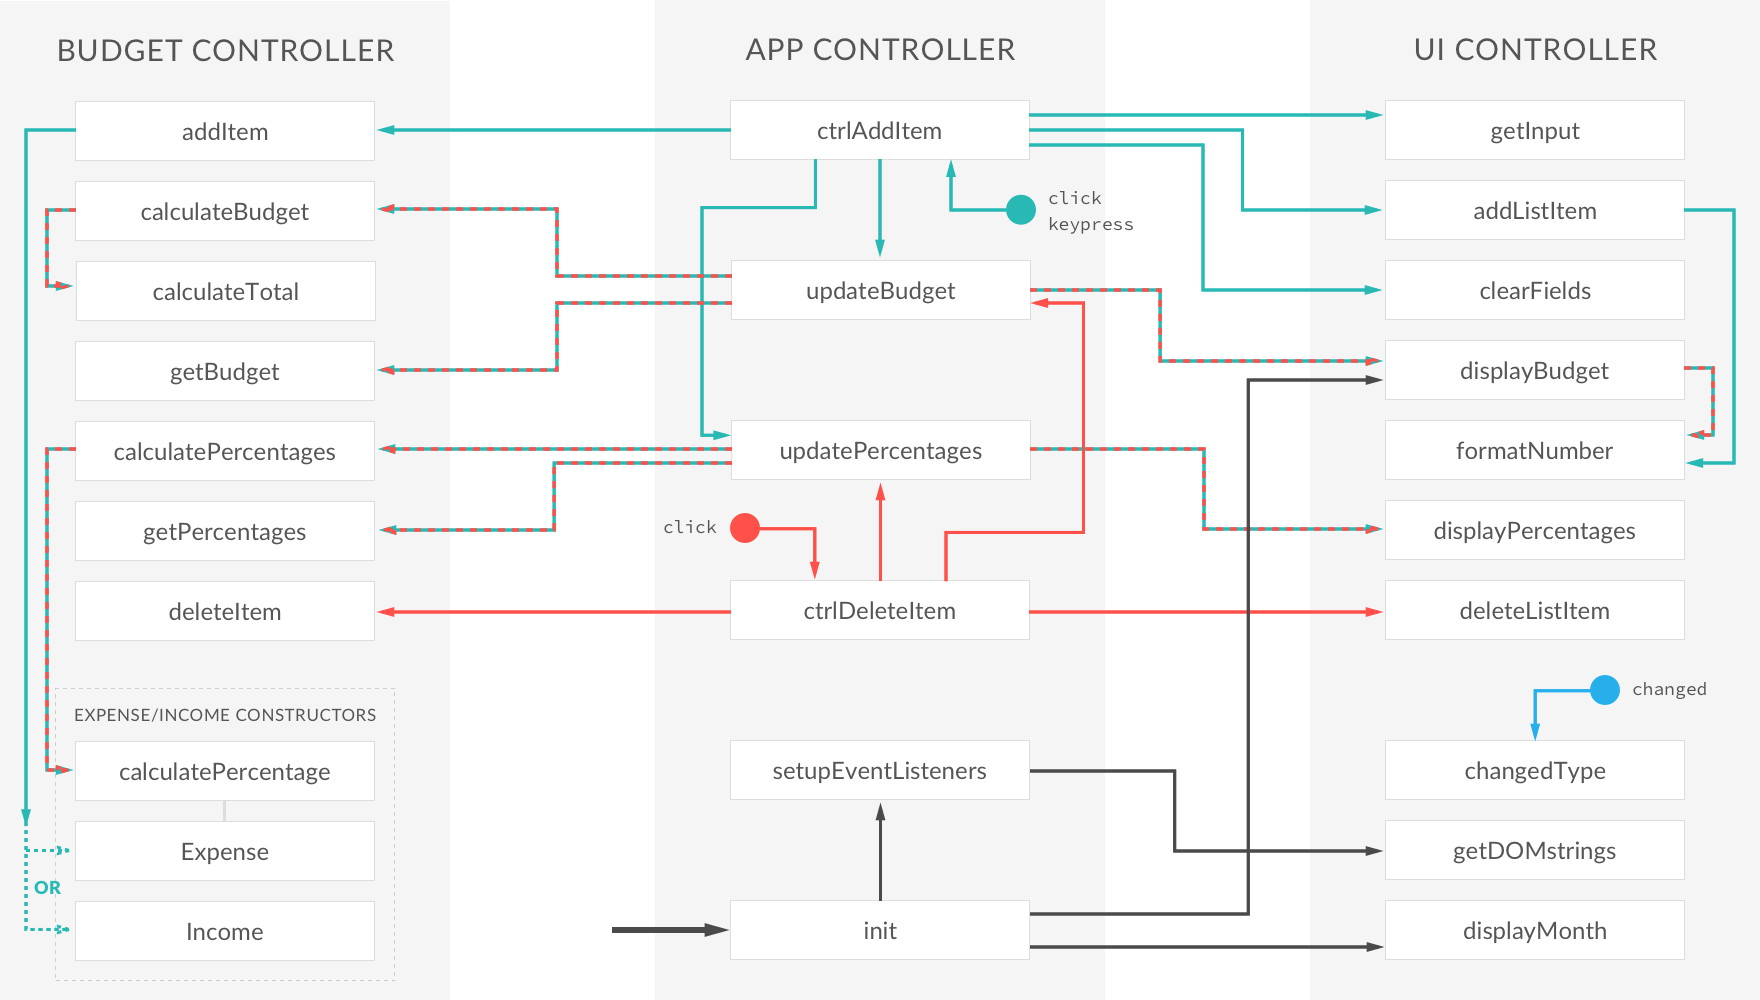 BUDGET CONTROLLER
addItem
calculateBudget
calculateTotal
getBudget
calculatePercentages
getPercentages
deleteItem
EXPENSE/INCOME CONSTRUCTORS
calculatePercentage
Expense
OR
Income
APP CONTROLLER
ctrlAddItem
click
keypress
updateBudget
updatePercentages
click
ctrlDeleteItem
setupEventListeners
init
UI CONTROLLER
getInput
addListItem
clearFields
displayBudget
formatNumber
displayPercentages
deleteListItem
changed
changedType
getDOMstrings
displayMonth